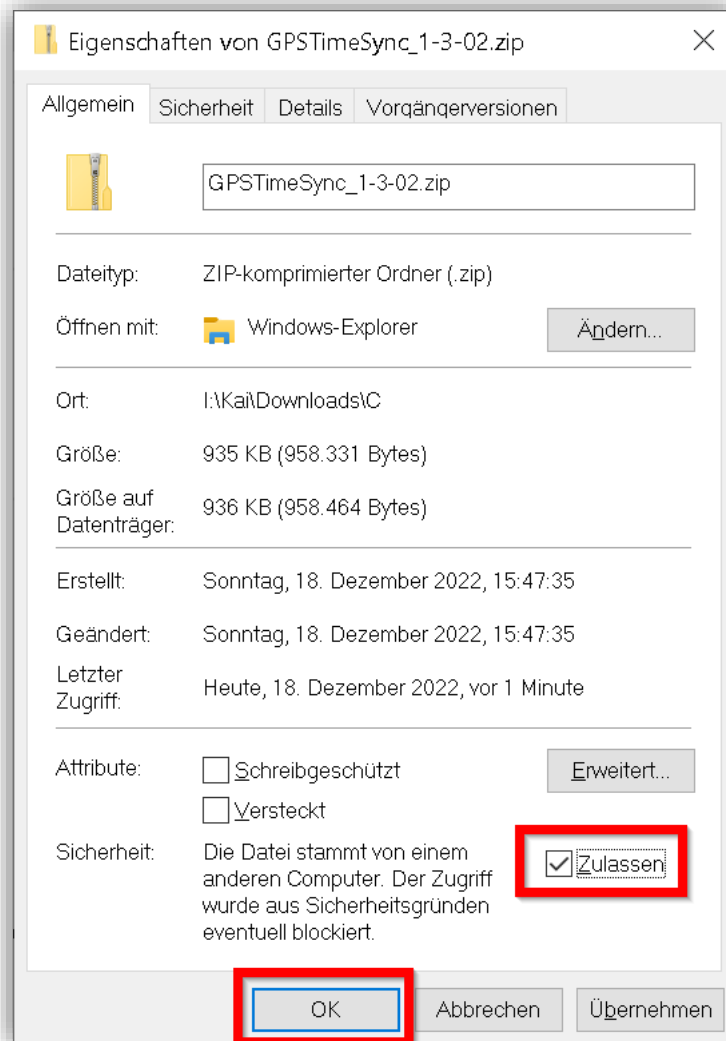 Eigenschaften von GPSTimeSync_1-3-02.zip
Allgemein Sicherheit Details Vorgängerversionen
GPSTimeSync_1-3-02.zip
Dateityp: ZIP-komprimierter Ordner (.zip)
Öffnen mit: Windows-Explorer Ändern...
Ort: I:\Kai\Downloads\C
Größe: 935 KB (958.331 Bytes)
Größe auf
Datenträger: 936 KB (958.464 Bytes)
Erstellt: Sonntag, 18. Dezember 2022, 15:47:35
Geändert: Sonntag, 18. Dezember 2022, 15:47:35
Letzter
Zugriff: Heute, 18. Dezember 2022, vor 1 Minute
Attribute: Schreibgeschützt Erweitert...
Versteckt
Sicherheit: Die Datei stammt von einem
anderen Computer. Der Zugriff
wurde aus Sicherheitsgründen
eventuell blockiert.
Zulassen
OK Abbrechen Übernehmen